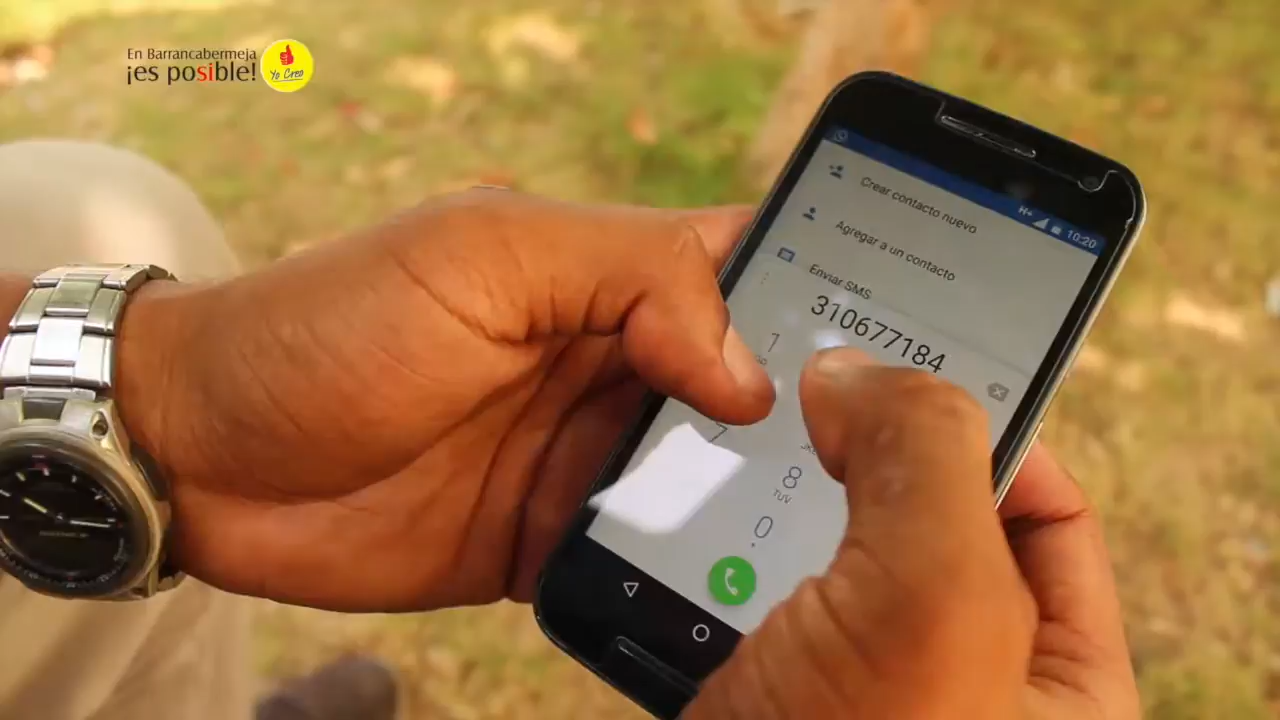 En Barrancabermeja
¡es posible!
Yo Creo
10:20
H+
Crear contacto nuevo
Agregar a un contacto
Enviar SMS
310677184
1
7
8
TUV
0